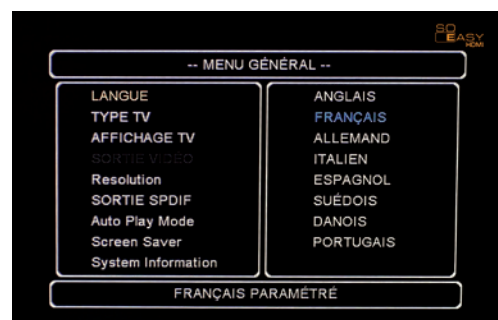 SO
EASY
HDMI
-- MENU GÉNÉRAL --
LANGUE
TYPE TV
AFFICHAGE TV
SORTIE VIDEO
Resolution
SORTIE SPDIF
Auto Play Mode
Screen Saver
System Information
ANGLAIS
FRANÇAIS
ALLEMAND
ITALIEN
ESPAGNOL
SUÉDOIS
DANOIS
PORTUGAIS
FRANÇAIS PARAMÉTRÉ